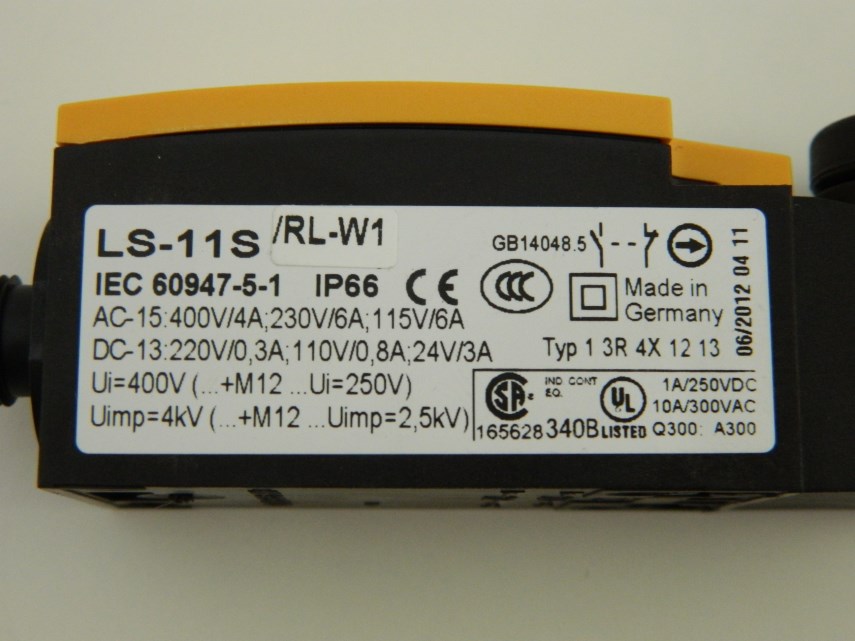 LS-11S /RL-W1
GB14048.5
IEC 60947-5-1 IP66 CE CCC
Made in
Germany
AC-15:400V/4A;230V/6A;115V/6A
DC-13:220V/0,3A;110V/0,8A;24V/3A
Typ 1 3R 4X 12 13
06/2012 04 11
Ui=400V (...+M12 ...Ui=250V)
Uimp=4kV (...+M12 ...Uimp=2,5kV)
SA
165628
IND CONT
EQ.
340B
UL
LISTED
1A/250VDC
10A/300VAC
Q300: A300